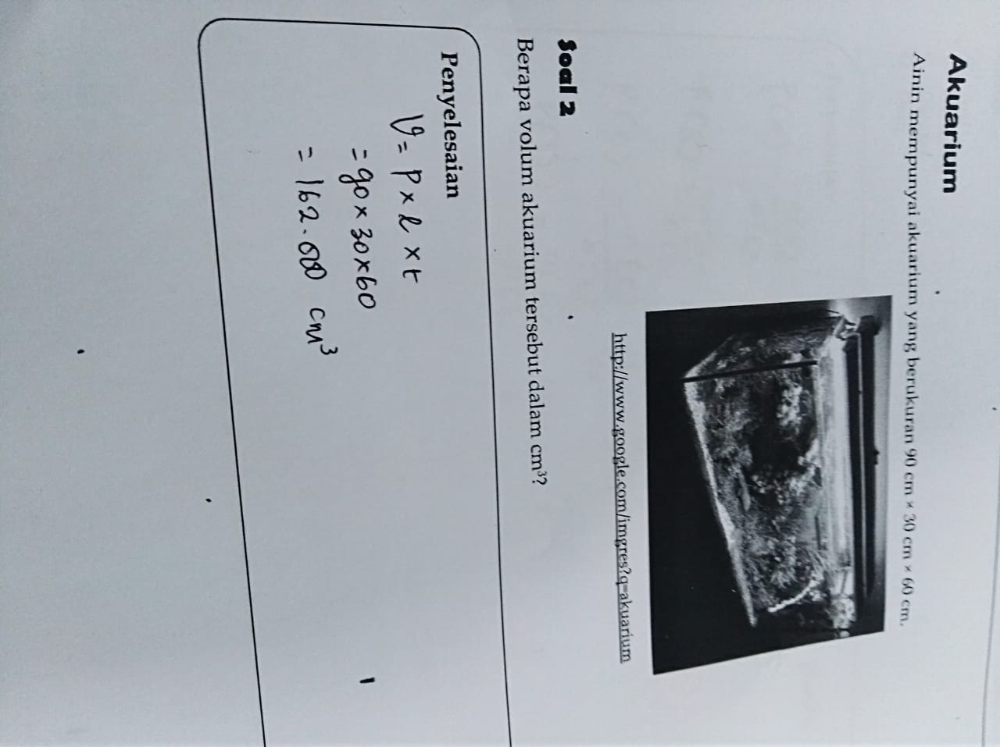 Akuarium
Ainin mempunyai akuarium yang berukuran 90 cm × 30 cm × 60 cm.
http://www.google.com/imgres?q=akuarium
Soal 2
Berapa volum akuarium tersebut dalam cm³?
Penyelesaian
V = p x l x t
= 90 x 30 x 60
= 162.000 cm³